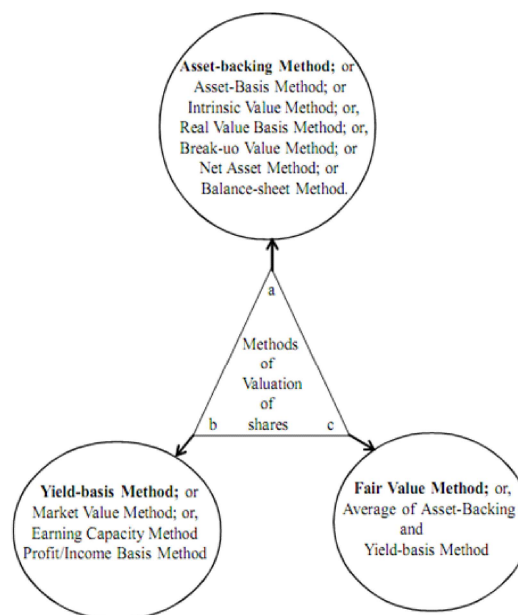 Asset-backing Method; or
Asset-Basis Method; or
Intrinsic Value Method; or,
Real Value Basis Method; or,
Break-uo Value Method; or
Net Asset Method; or
Balance-sheet Method.
a
Methods
of
Valuation
of
b shares c
Yield-basis Method; or
Market Value Method; or,
Earning Capacity Method
Profit/Income Basis Method
Fair Value Method; or,
Average of Asset-Backing
and
Yield-basis Method